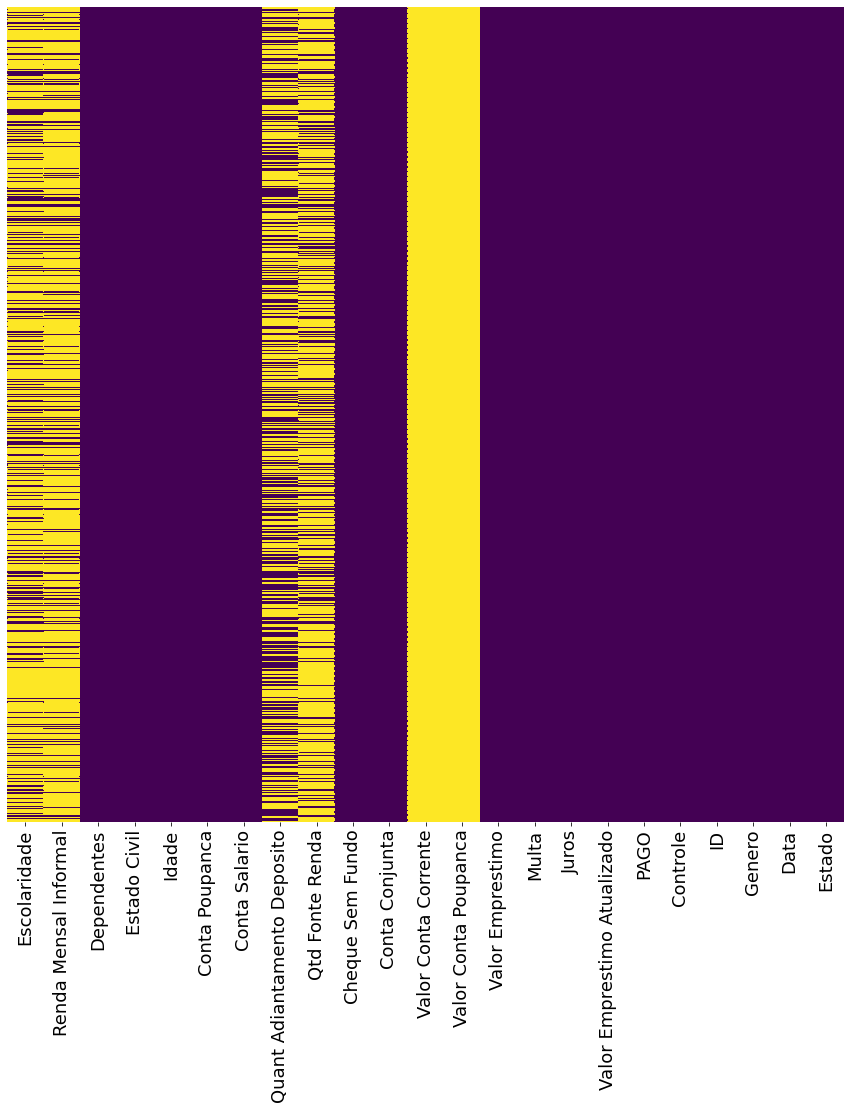 Escolaridade
Renda Mensal Informal
Dependentes
Estado Civil
Idade
Conta Poupanca
Conta Salario
Quant Adiantamento Deposito
Qtd Fonte Renda
Cheque Sem Fundo
Conta Conjunta
Valor Conta Corrente
Valor Conta Poupanca
Valor Emprestimo
Multa
Juros
Valor Emprestimo Atualizado
PAGO
Controle
ID
Genero
Data
Estado